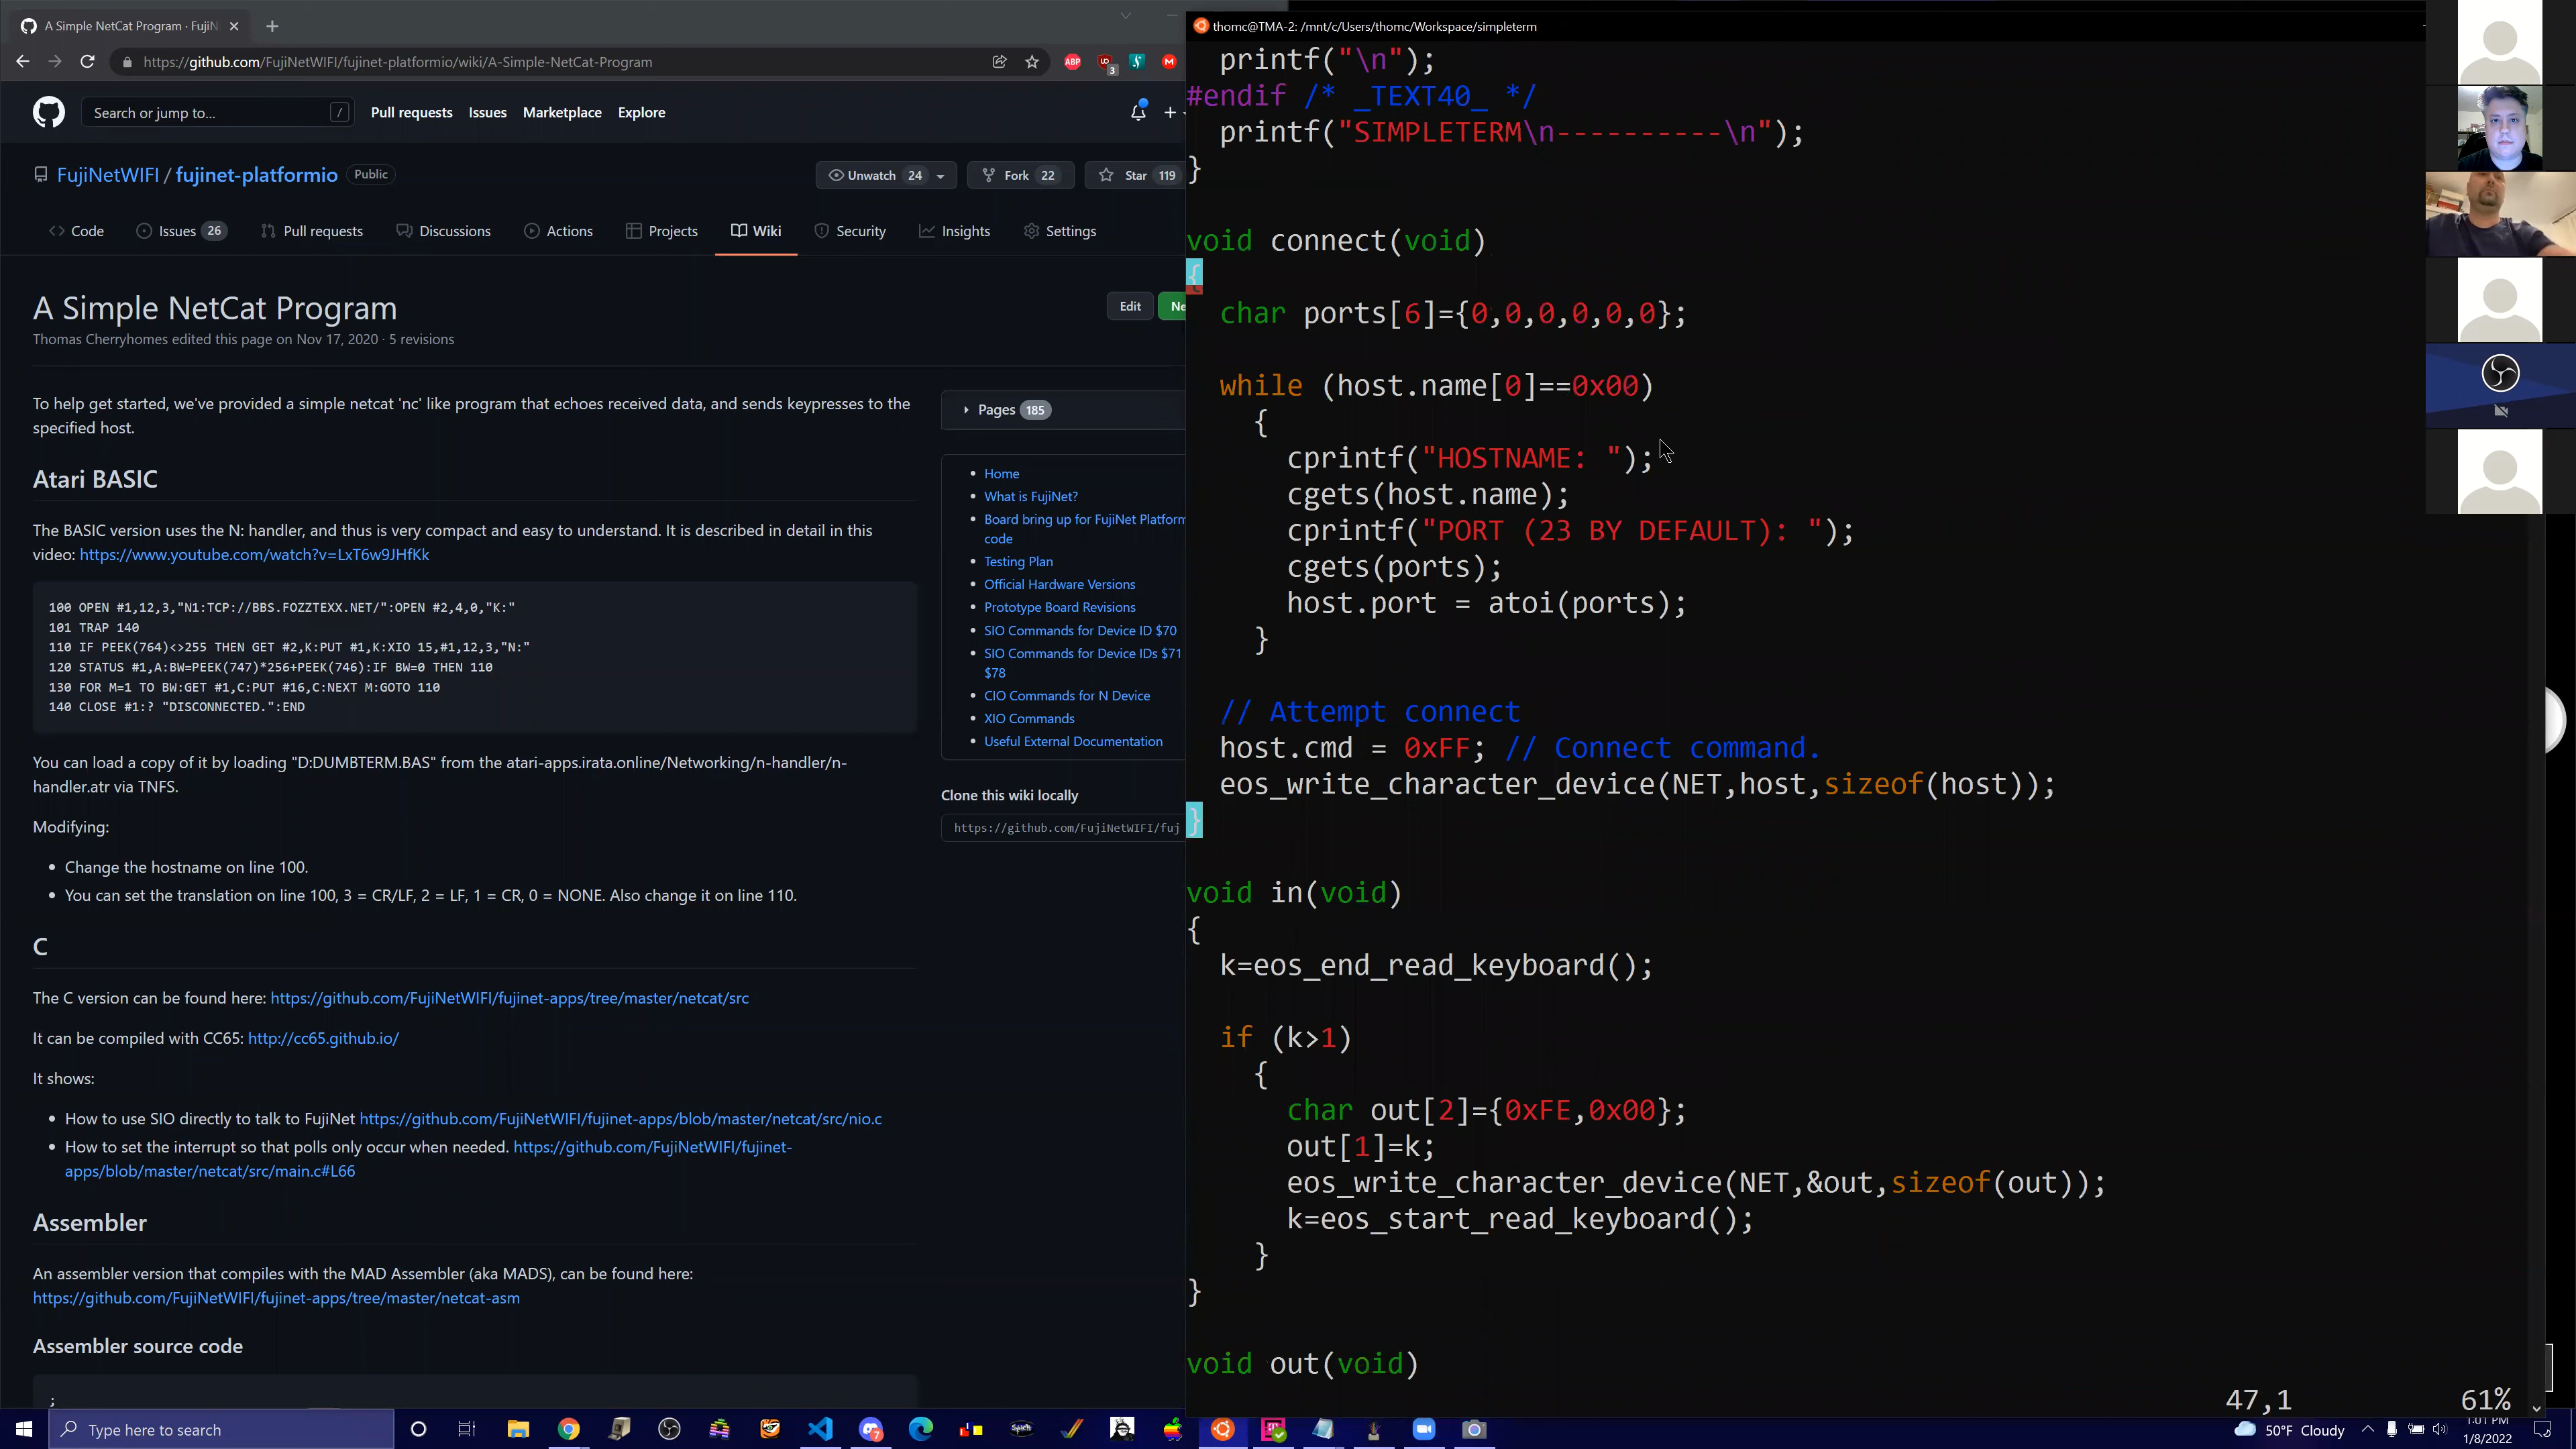 A Simple NetCat Program · FujiN
https://github.com/FujiNetWIFI/fujinet-platformio/wiki/A-Simple-NetCat-Program
ABP
3
Search or jump to...
/
Pull requests
Issues
Marketplace
Explore
FujiNetWIFI / fujinet-platformio
Public
Unwatch 24
Fork 22
Star 119
Code
Issues 26
Pull requests
Discussions
Actions
Projects
Wiki
Security
Insights
Settings
A Simple NetCat Program
Edit
Ne
Thomas Cherryhomes edited this page on Nov 17, 2020 · 5 revisions
To help get started, we've provided a simple netcat 'nc' like program that echoes received data, and sends keypresses to the
specified host.
Atari BASIC
The BASIC version uses the N: handler, and thus is very compact and easy to understand. It is described in detail in this
video: https://www.youtube.com/watch?v=LxT6w9JHfKk
100 OPEN #1,12,3,"N1:TCP://BBS.FOZZTEXX.NET/":OPEN #2,4,0,"K:"
101 TRAP 140
110 IF PEEK(764)<>255 THEN GET #2,K:PUT #1,K:XIO 15,#1,12,3,"N:"
120 STATUS #1,A:BW=PEEK(747)*256+PEEK(746):IF BW=0 THEN 110
130 FOR M=1 TO BW:GET #1,C:PUT #16,C:NEXT M:GOTO 110
140 CLOSE #1:? "DISCONNECTED.":END
You can load a copy of it by loading "D:DUMBTERM.BAS" from the atari-apps.irata.online/Networking/n-handler/n-
handler.atr via TNFS.
Modifying:
• Change the hostname on line 100.
• You can set the translation on line 100, 3 = CR/LF, 2 = LF, 1 = CR, 0 = NONE. Also change it on line 110.
C
The C version can be found here: https://github.com/FujiNetWIFI/fujinet-apps/tree/master/netcat/src
It can be compiled with CC65: http://cc65.github.io/
It shows:
• How to use SIO directly to talk to FujiNet https://github.com/FujiNetWIFI/fujinet-apps/blob/master/netcat/src/nio.c
• How to set the interrupt so that polls only occur when needed. https://github.com/FujiNetWIFI/fujinet-
apps/blob/master/netcat/src/main.c#L66
Assembler
An assembler version that compiles with the MAD Assembler (aka MADS), can be found here:
https://github.com/FujiNetWIFI/fujinet-apps/tree/master/netcat-asm
Assembler source code
;
Pages 185
• Home
• What is FujiNet?
• Board bring up for FujiNet Platform
code
• Testing Plan
• Official Hardware Versions
• Prototype Board Revisions
• SIO Commands for Device ID $70
• SIO Commands for Device IDs $71
$78
• CIO Commands for N Device
• XIO Commands
• Useful External Documentation
Clone this wiki locally
https://github.com/FujiNetWIFI/fuj
thomc@TMA-2: /mnt/c/Users/thomc/Workspace/simpleterm
printf("\n");
#endif /* _TEXT40_ */
printf("SIMPLETERM\n----------\n");
}
void connect(void)
{
char ports[6]={0,0,0,0,0,0};
while (host.name[0]==0x00)
{
cprintf("HOSTNAME: ");
cgets(host.name);
cprintf("PORT (23 BY DEFAULT): ");
cgets(ports);
host.port = atoi(ports);
}
// Attempt connect
host.cmd = 0xFF; // Connect command.
eos_write_character_device(NET,host,sizeof(host));
}
void in(void)
{
k=eos_end_read_keyboard();
if (k>1)
{
char out[2]={0xFE,0x00};
out[1]=k;
eos_write_character_device(NET,&out,sizeof(out));
k=eos_start_read_keyboard();
}
}
void out(void)
47,1 61%
Type here to search
7
50°F Cloudy
1:01 PM
1/8/2022